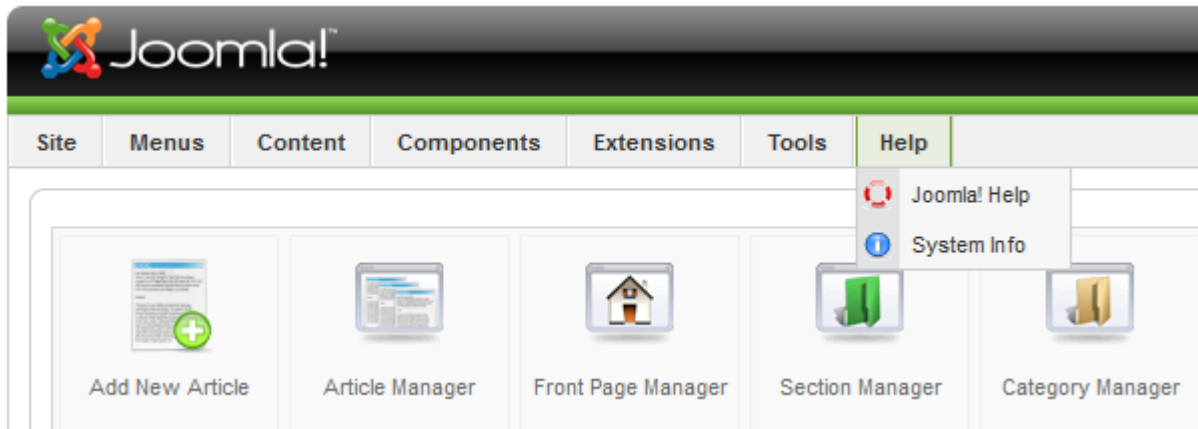 Joomla!™
Site Menus Content Components Extensions Tools Help
Joomla! Help
System Info
Add New Article Article Manager Front Page Manager Section Manager Category Manager